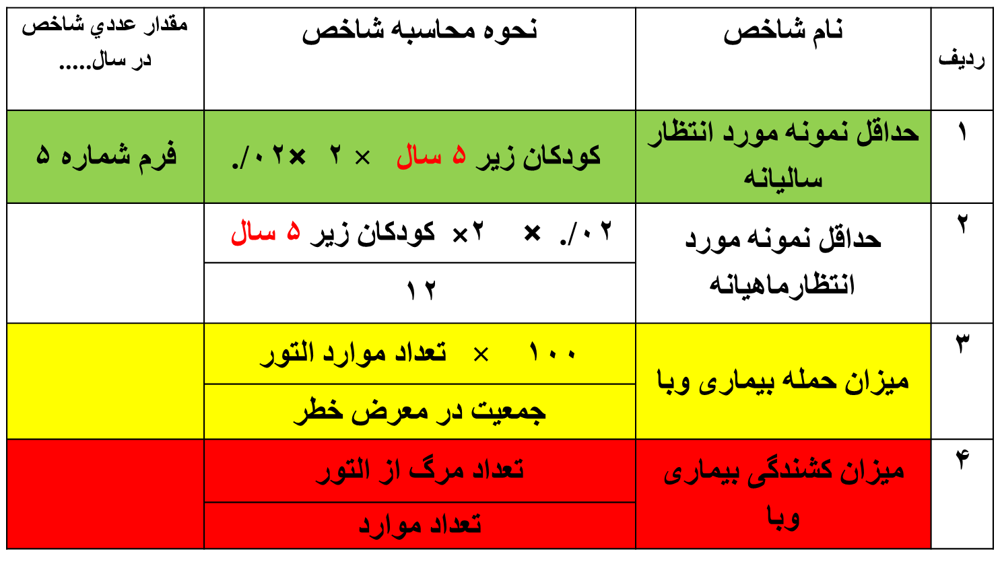 ردیف
نام شاخص
نحوه محاسبه شاخص
مقدار عددي شاخص
در سال.....
۱
حداقل نمونه مورد انتظار
سالیانه
کودکان زیر ۵ سال × ۲ ×۰۲/.
فرم شماره ۵
۲
حداقل نمونه مورد
انتظارماهیانه
۰۲/. × ۲× کودکان زیر ۵ سال
۱۲
۳
میزان حمله بیماری وبا
۱۰۰ × تعداد موارد التور
جمعیت در معرض خطر
۴
میزان کشندگی بیماری
وبا
تعداد مرگ از التور
تعداد موارد